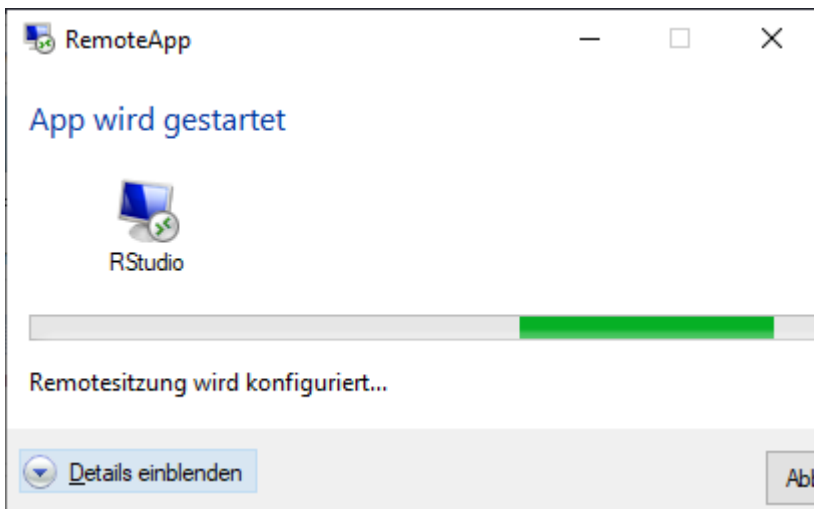 RemoteApp
App wird gestartet
RStudio
Remotesitzung wird konfiguriert...
Details einblenden